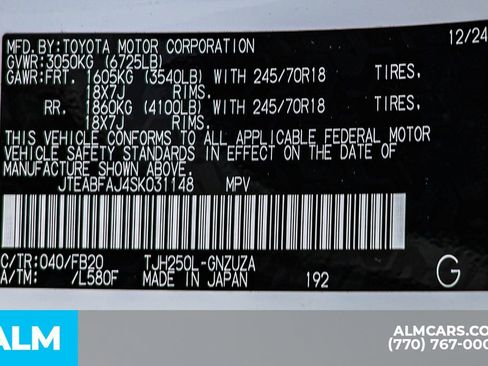 MFD.BY:TOYOTA MOTOR CORPORATION 12/24
GVWR:3050KG (6725LB)
GAWR:FRT. 1605KG (3540LB) WITH 245/70R18 TIRES.
18X7J RIMS.
RR. 1860KG (4100LB) WITH 245/70R18 TIRES.
18X7J RIMS.
THIS VEHICLE CONFORMS TO ALL APPLICABLE FEDERAL MOTOR
VEHICLE SAFETY STANDARDS IN EFFECT ON THE DATE OF
MANUFACTURE SHOWN ABOVE.
JTEABFAJ4SK031148 MPV
C/TR:040/FB20 TJH250L-GNZUZA
A/TM: /L580F MADE IN JAPAN 192 G
ALM
ALMCARS.COM
(770) 767-000